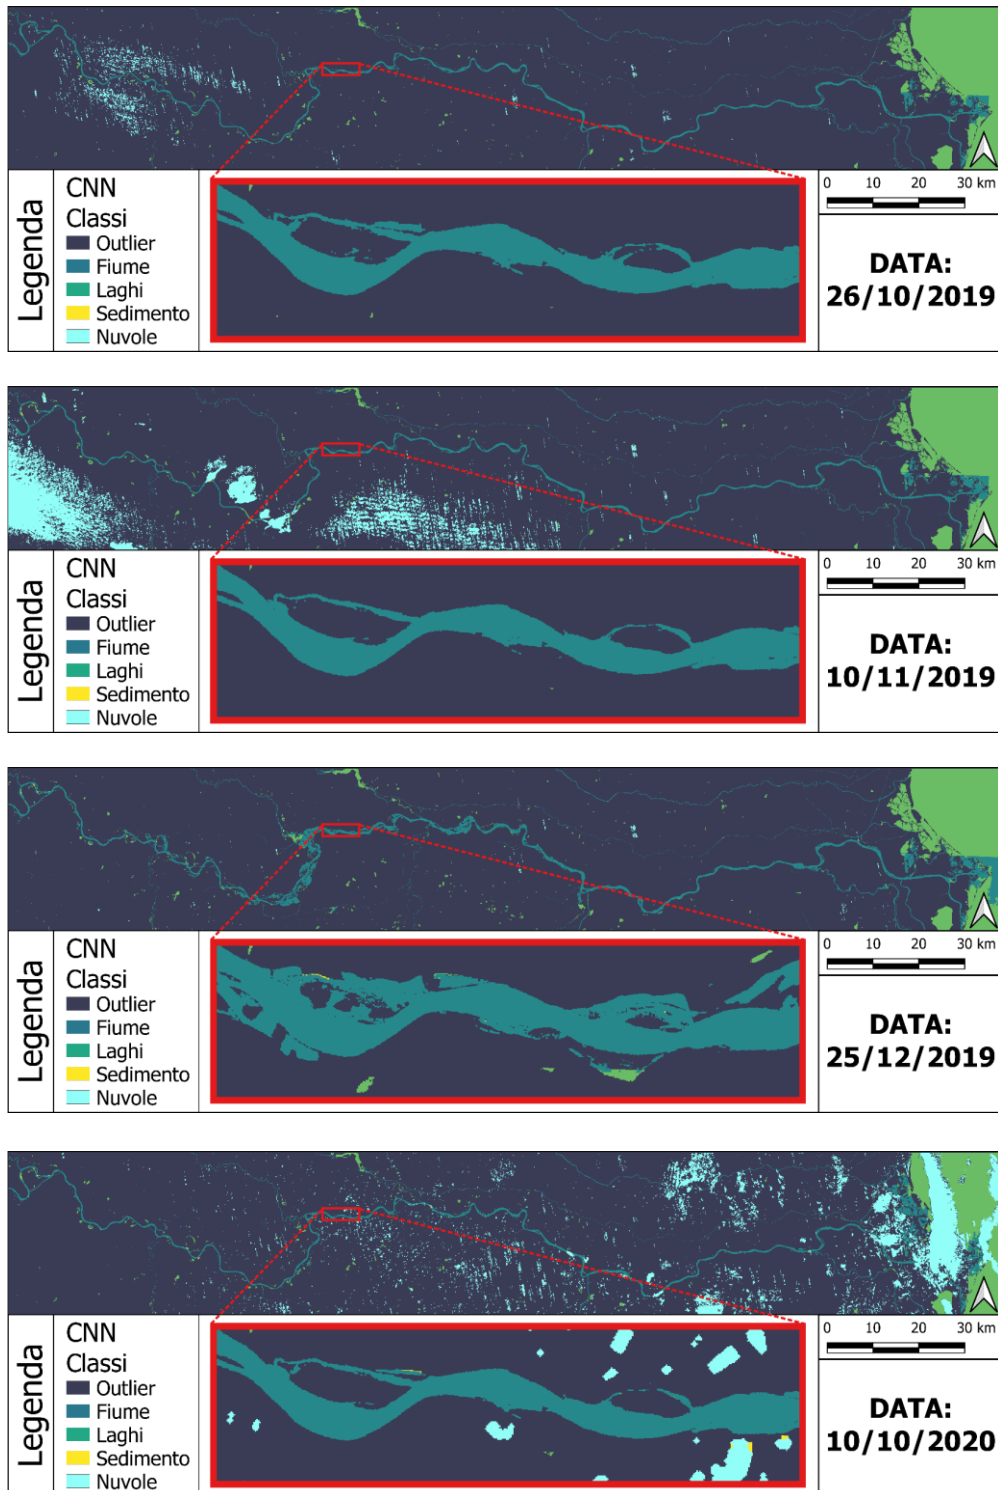 Legenda
CNN
Classi
Outlier
Fiume
Laghi
Sedimento
Nuvole
0 10 20 30 km
DATA:
26/10/2019
Legenda
CNN
Classi
Outlier
Fiume
Laghi
Sedimento
Nuvole
0 10 20 30 km
DATA:
10/11/2019
Legenda
CNN
Classi
Outlier
Fiume
Laghi
Sedimento
Nuvole
0 10 20 30 km
DATA:
25/12/2019
Legenda
CNN
Classi
Outlier
Fiume
Laghi
Sedimento
Nuvole
0 10 20 30 km
DATA:
10/10/2020